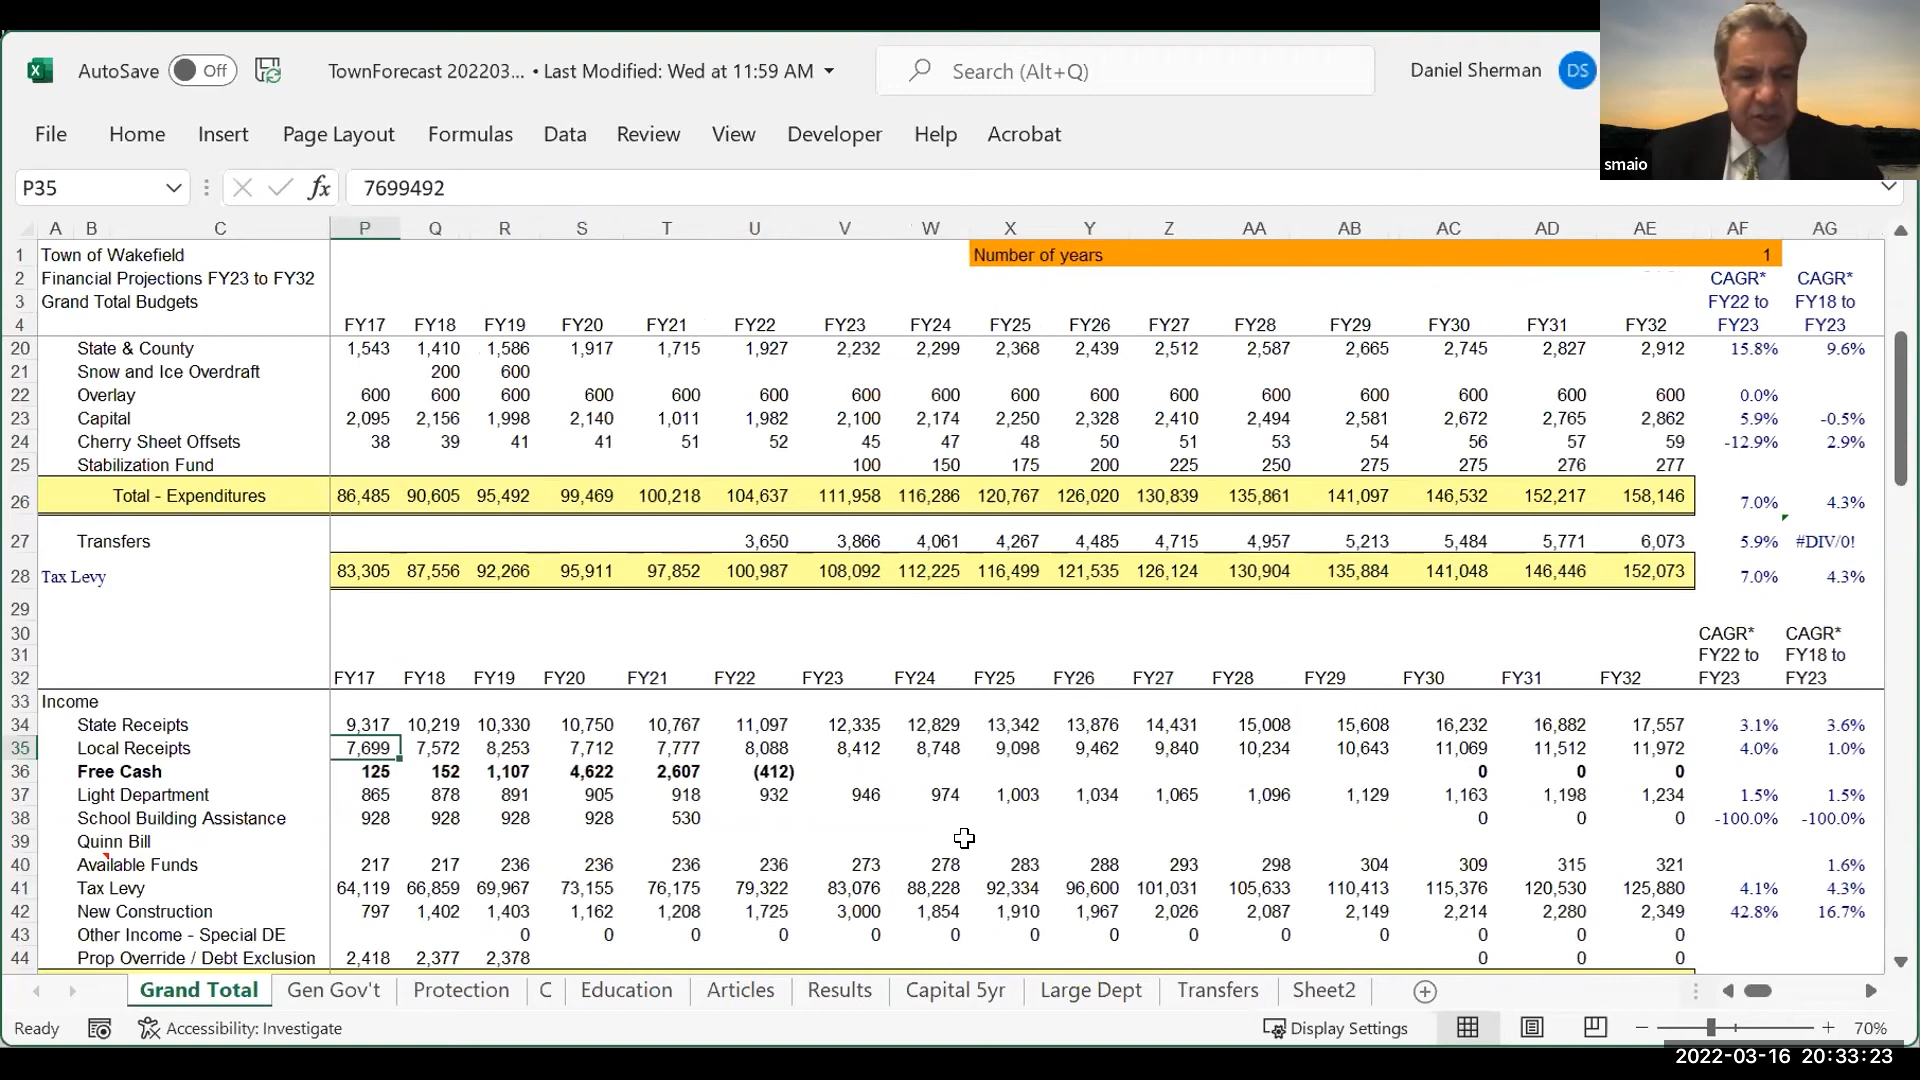 AutoSave Off TownForecast 202203... • Last Modified: Wed at 11:59 AM Search (Alt+Q) Daniel Sherman DS
smaio
File Home Insert Page Layout Formulas Data Review View Developer Help Acrobat
P35 fx 7699492
A B C P Q R S T U V W X Y Z AA AB AC AD AE AF AG
1 Town of Wakefield Number of years 1
2 Financial Projections FY23 to FY32 CAGR* CAGR*
3 Grand Total Budgets FY22 to FY18 to
4 FY17 FY18 FY19 FY20 FY21 FY22 FY23 FY24 FY25 FY26 FY27 FY28 FY29 FY30 FY31 FY32 FY23 FY23
20 State & County 1,543 1,410 1,586 1,917 1,715 1,927 2,232 2,299 2,368 2,439 2,512 2,587 2,665 2,745 2,827 2,912 15.8% 9.6%
21 Snow and Ice Overdraft 200 600
22 Overlay 600 600 600 600 600 600 600 600 600 600 600 600 600 600 600 600 0.0%
23 Capital 2,095 2,156 1,998 2,140 1,011 1,982 2,100 2,174 2,250 2,328 2,410 2,494 2,581 2,672 2,765 2,862 5.9% -0.5%
24 Cherry Sheet Offsets 38 39 41 41 51 52 45 47 48 50 51 53 54 56 57 59 -12.9% 2.9%
25 Stabilization Fund 100 150 175 200 225 250 275 275 276 277
26 Total - Expenditures 86,485 90,605 95,492 99,469 100,218 104,637 111,958 116,286 120,767 126,020 130,839 135,861 141,097 146,532 152,217 158,146 7.0% 4.3%
27 Transfers 3,650 3,866 4,061 4,267 4,485 4,715 4,957 5,213 5,484 5,771 6,073 5.9% #DIV/0!
28 Tax Levy 83,305 87,556 92,266 95,911 97,852 100,987 108,092 112,225 116,499 121,535 126,124 130,904 135,884 141,048 146,446 152,073 7.0% 4.3%
29
30 CAGR* CAGR*
31 FY22 to FY18 to
32 FY17 FY18 FY19 FY20 FY21 FY22 FY23 FY24 FY25 FY26 FY27 FY28 FY29 FY30 FY31 FY32 FY23 FY23
33 Income
34 State Receipts 9,317 10,219 10,330 10,750 10,767 11,097 12,335 12,829 13,342 13,876 14,431 15,008 15,608 16,232 16,882 17,557 3.1% 3.6%
35 Local Receipts 7,699 7,572 8,253 7,712 7,777 8,088 8,412 8,748 9,098 9,462 9,840 10,234 10,643 11,069 11,512 11,972 4.0% 1.0%
36 Free Cash 125 152 1,107 4,622 2,607 (412) 0 0 0
37 Light Department 865 878 891 905 918 932 946 974 1,003 1,034 1,065 1,096 1,129 1,163 1,198 1,234 1.5% 1.5%
38 School Building Assistance 928 928 928 928 530 0 0 0 -100.0% -100.0%
39 Quinn Bill
40 Available Funds 217 217 236 236 236 236 273 278 283 288 293 298 304 309 315 321 1.6%
41 Tax Levy 64,119 66,859 69,967 73,155 76,175 79,322 83,076 88,228 92,334 96,600 101,031 105,633 110,413 115,376 120,530 125,880 4.1% 4.3%
42 New Construction 797 1,402 1,403 1,162 1,208 1,725 3,000 1,854 1,910 1,967 2,026 2,087 2,149 2,214 2,280 2,349 42.8% 16.7%
43 Other Income - Special DE 0 0 0 0 0 0 0 0 0 0 0 0 0 0
44 Prop Override / Debt Exclusion 2,418 2,377 2,378 0 0 0
Grand Total Gen Gov't Protection C Education Articles Results Capital 5yr Large Dept Transfers Sheet2
Ready Accessibility: Investigate Display Settings 70%
2022-03-16 20:33:23